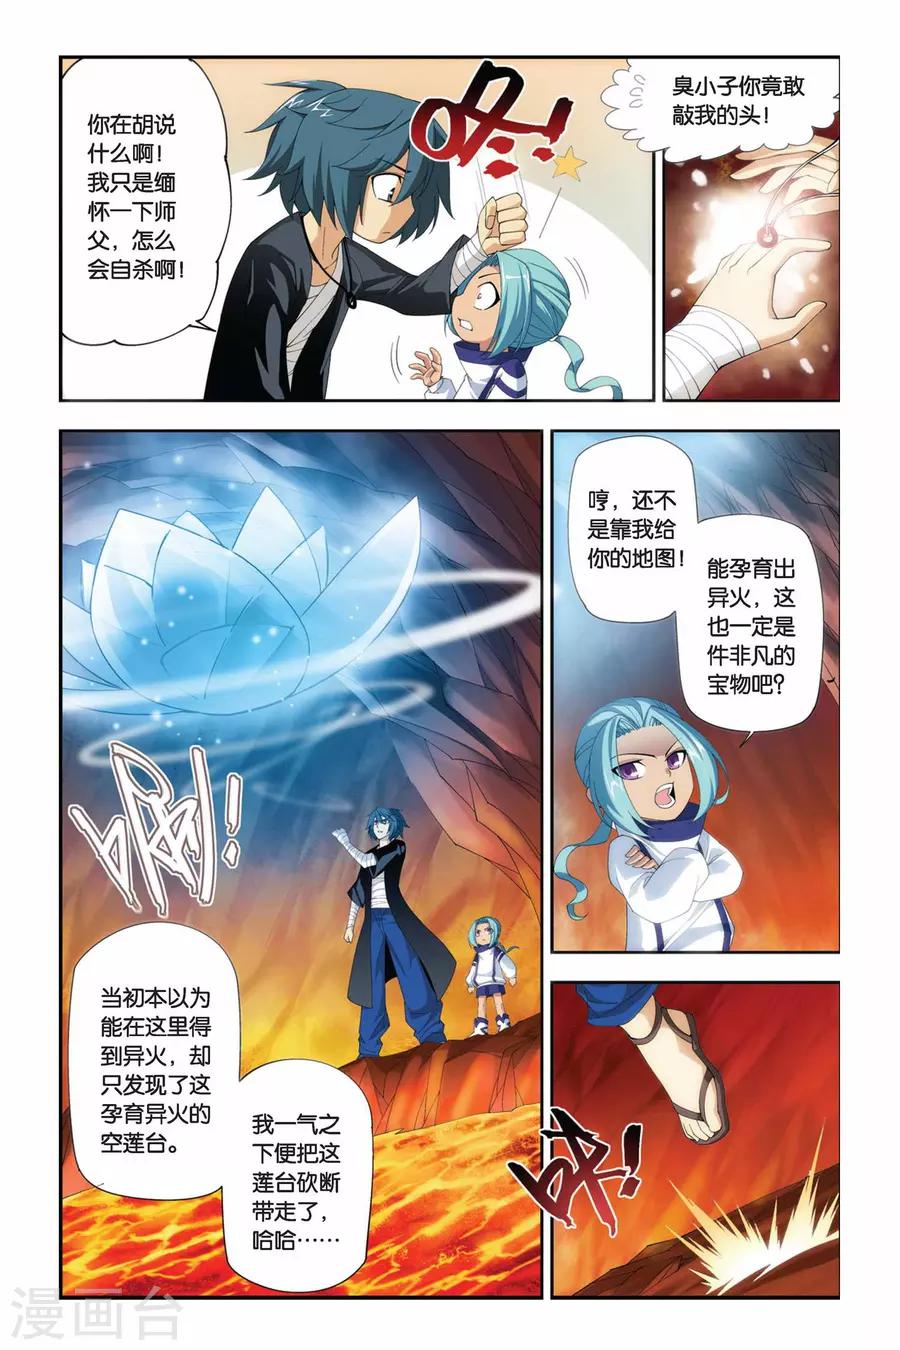 你在胡说
什么啊！
我只是缅
怀一下师
父，怎么
会自杀啊！
咚！
臭小子你竟敢
敲我的头！
唰！
当初本以为
能在这里得
到异火，却
只发现了这
孕育异火的
空莲台。
我一气之
下便把这
莲台砍断
带走了，
哈哈……
哼，还不
是靠我给
你的地图！
能孕育出
异火，这
也一定是
件非凡的
宝物吧？
漫画台